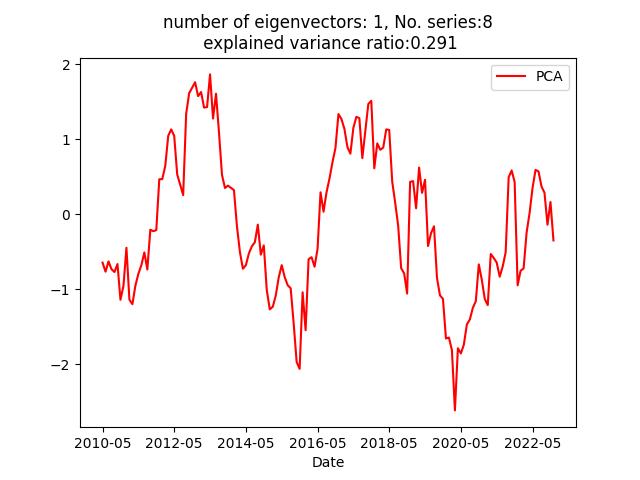 number of eigenvectors: 1, No. series:8
explained variance ratio:0.291
PCA
2
1
0
−1
−2
2010-05 2012-05 2014-05 2016-05 2018-05 2020-05 2022-05
Date